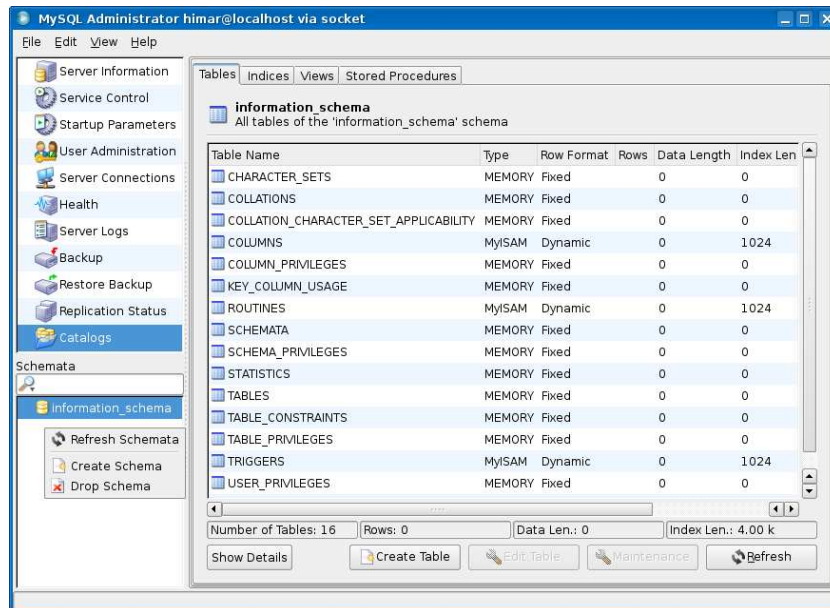 MySQL Administrator himar@localhost via socket
File Edit View Help
Server Information
Service Control
Startup Parameters
User Administration
Server Connections
Health
Server Logs
Backup
Restore Backup
Replication Status
Catalogs
Schemata
information_schema
Refresh Schemata
Create Schema
Drop Schema
Tables Indices Views Stored Procedures
information_schema
All tables of the 'information_schema' schema
Table Name Type Row Format Rows Data Length Index Len
CHARACTER_SETS MEMORY Fixed 0 0
COLLATIONS MEMORY Fixed 0 0
COLLATION_CHARACTER_SET_APPLICABILITY MEMORY Fixed 0 0
COLUMNS MyISAM Dynamic 0 1024
COLUMN_PRIVILEGES MEMORY Fixed 0 0
KEY_COLUMN_USAGE MEMORY Fixed 0 0
ROUTINES MyISAM Dynamic 0 1024
SCHEMATA MEMORY Fixed 0 0
SCHEMA_PRIVILEGES MEMORY Fixed 0 0
STATISTICS MEMORY Fixed 0 0
TABLES MEMORY Fixed 0 0
TABLE_CONSTRAINTS MEMORY Fixed 0 0
TABLE_PRIVILEGES MEMORY Fixed 0 0
TRIGGERS MyISAM Dynamic 0 1024
USER_PRIVILEGES MEMORY Fixed 0 0
Number of Tables: 16 Rows: 0 Data Len.: 0 Index Len.: 4.00 k
Show Details Create Table Edit Table Maintenance Refresh